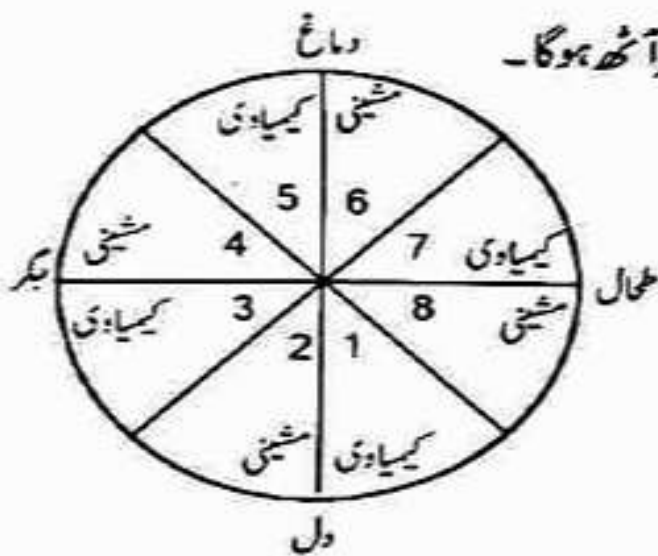 آٹھ ہوگا۔
دماغ
مشینی کیمیاوی
6 5
کیمیاوی 7 4 مشینی
طحال جگر
مشینی 8 3 کیمیاوی
1 2
کیمیاوی مشینی
دل